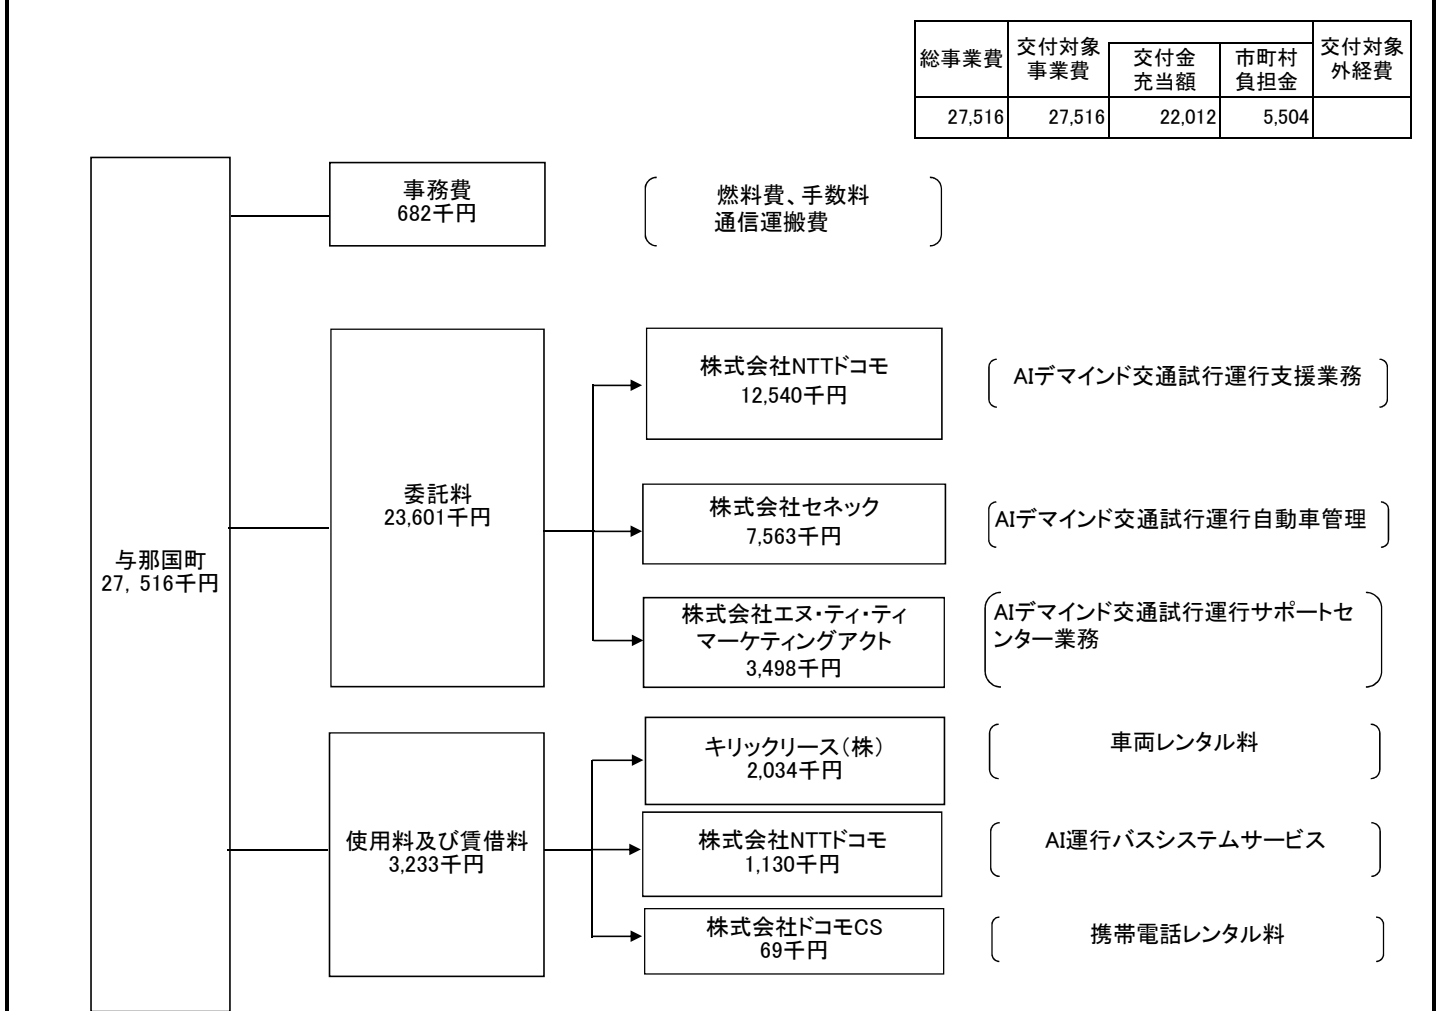 総事業費
交付対象
事業費
交付金
充当額
市町村
負担金
交付対象
外経費
27,516
27,516
22,012
5,504
与那国町
27，516千円
事務費
682千円
燃料費、手数料
通信運搬費
委託料
23,601千円
株式会社NTTドコモ
12,540千円
AIデマインド交通試行運行支援業務
株式会社セネック
7,563千円
AIデマインド交通試行運行自動車管理
株式会社エヌ・ティ・ティ
マーケティングアクト
3,498千円
AIデマインド交通試行運行サポートセ
ンター業務
使用料及び賃借料
3,233千円
キリックリース（株）
2,034千円
車両レンタル料
株式会社NTTドコモ
1,130千円
AI運行バスシステムサービス
株式会社ドコモCS
69千円
携帯電話レンタル料